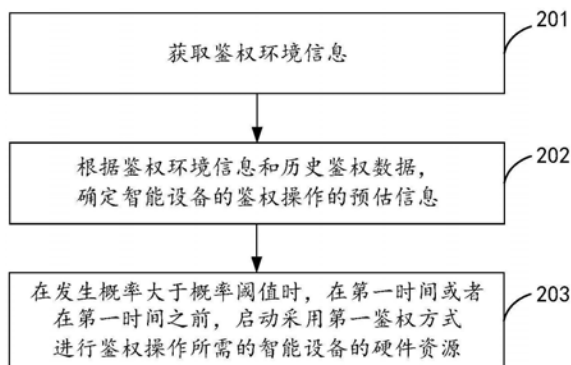 获取鉴权环境信息
201
根据鉴权环境信息和历史鉴权数据，
确定智能设备的鉴权操作的预估信息
202
在发生概率大于概率阈值时，在第一时间或者
在第一时间之前，启动采用第一鉴权方式
进行鉴权操作所需的智能设备的硬件资源
203